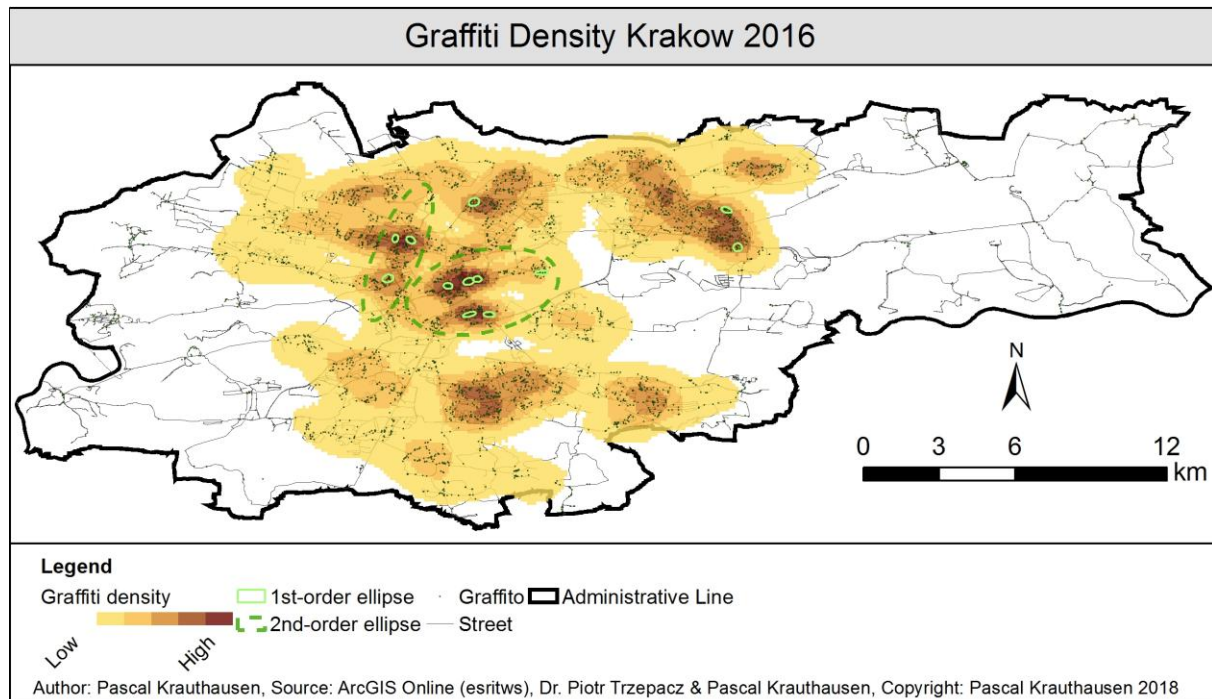 Graffiti Density Krakow 2016
N
0 3 6 12
km
Legend
Graffiti density 1st-order ellipse Graffito Administrative Line
2nd-order ellipse Street
Low High
Author: Pascal Krauthausen, Source: ArcGIS Online (esritws), Dr. Piotr Trzepacz & Pascal Krauthausen, Copyright: Pascal Krauthausen 2018